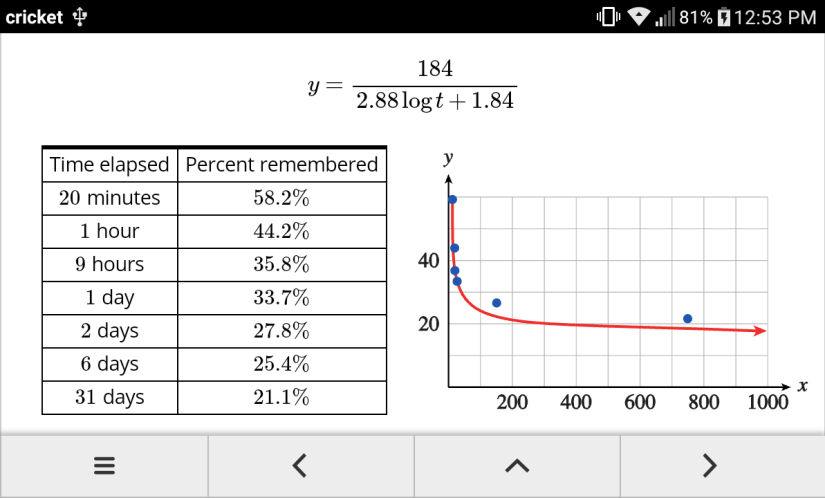 cricket 81% 12:53 PM
y = 184 / (2.88 log t + 1.84)
Time elapsed Percent remembered
20 minutes 58.2%
1 hour 44.2%
9 hours 35.8%
1 day 33.7%
2 days 27.8%
6 days 25.4%
31 days 21.1%
y
40
20
200 400 600 800 1000 x